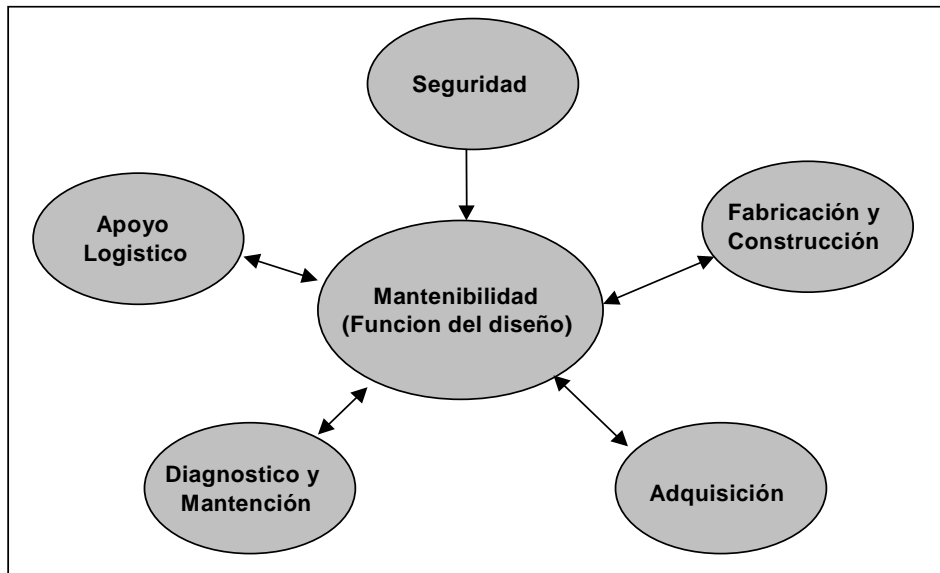 Seguridad
Apoyo
Logistico
Fabricación y
Construcción
Mantenibilidad
(Funcion del diseño)
Diagnostico y
Mantención
Adquisición